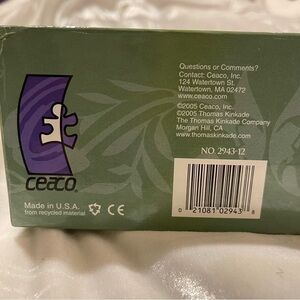 Questions or Comments?
Contact: Ceaco, Inc.
124 Watertown St.
Watertown, MA 02472
www.ceaco.com
©2005 Ceaco, Inc.
©2005 Thomas Kinkade
The Thomas Kinkade Company
Morgan Hill, CA
www.thomaskinkade.com
NO. 2943-12
ceaco
Made in U.S.A.
from recycled material
CE
0 21081 02943 8